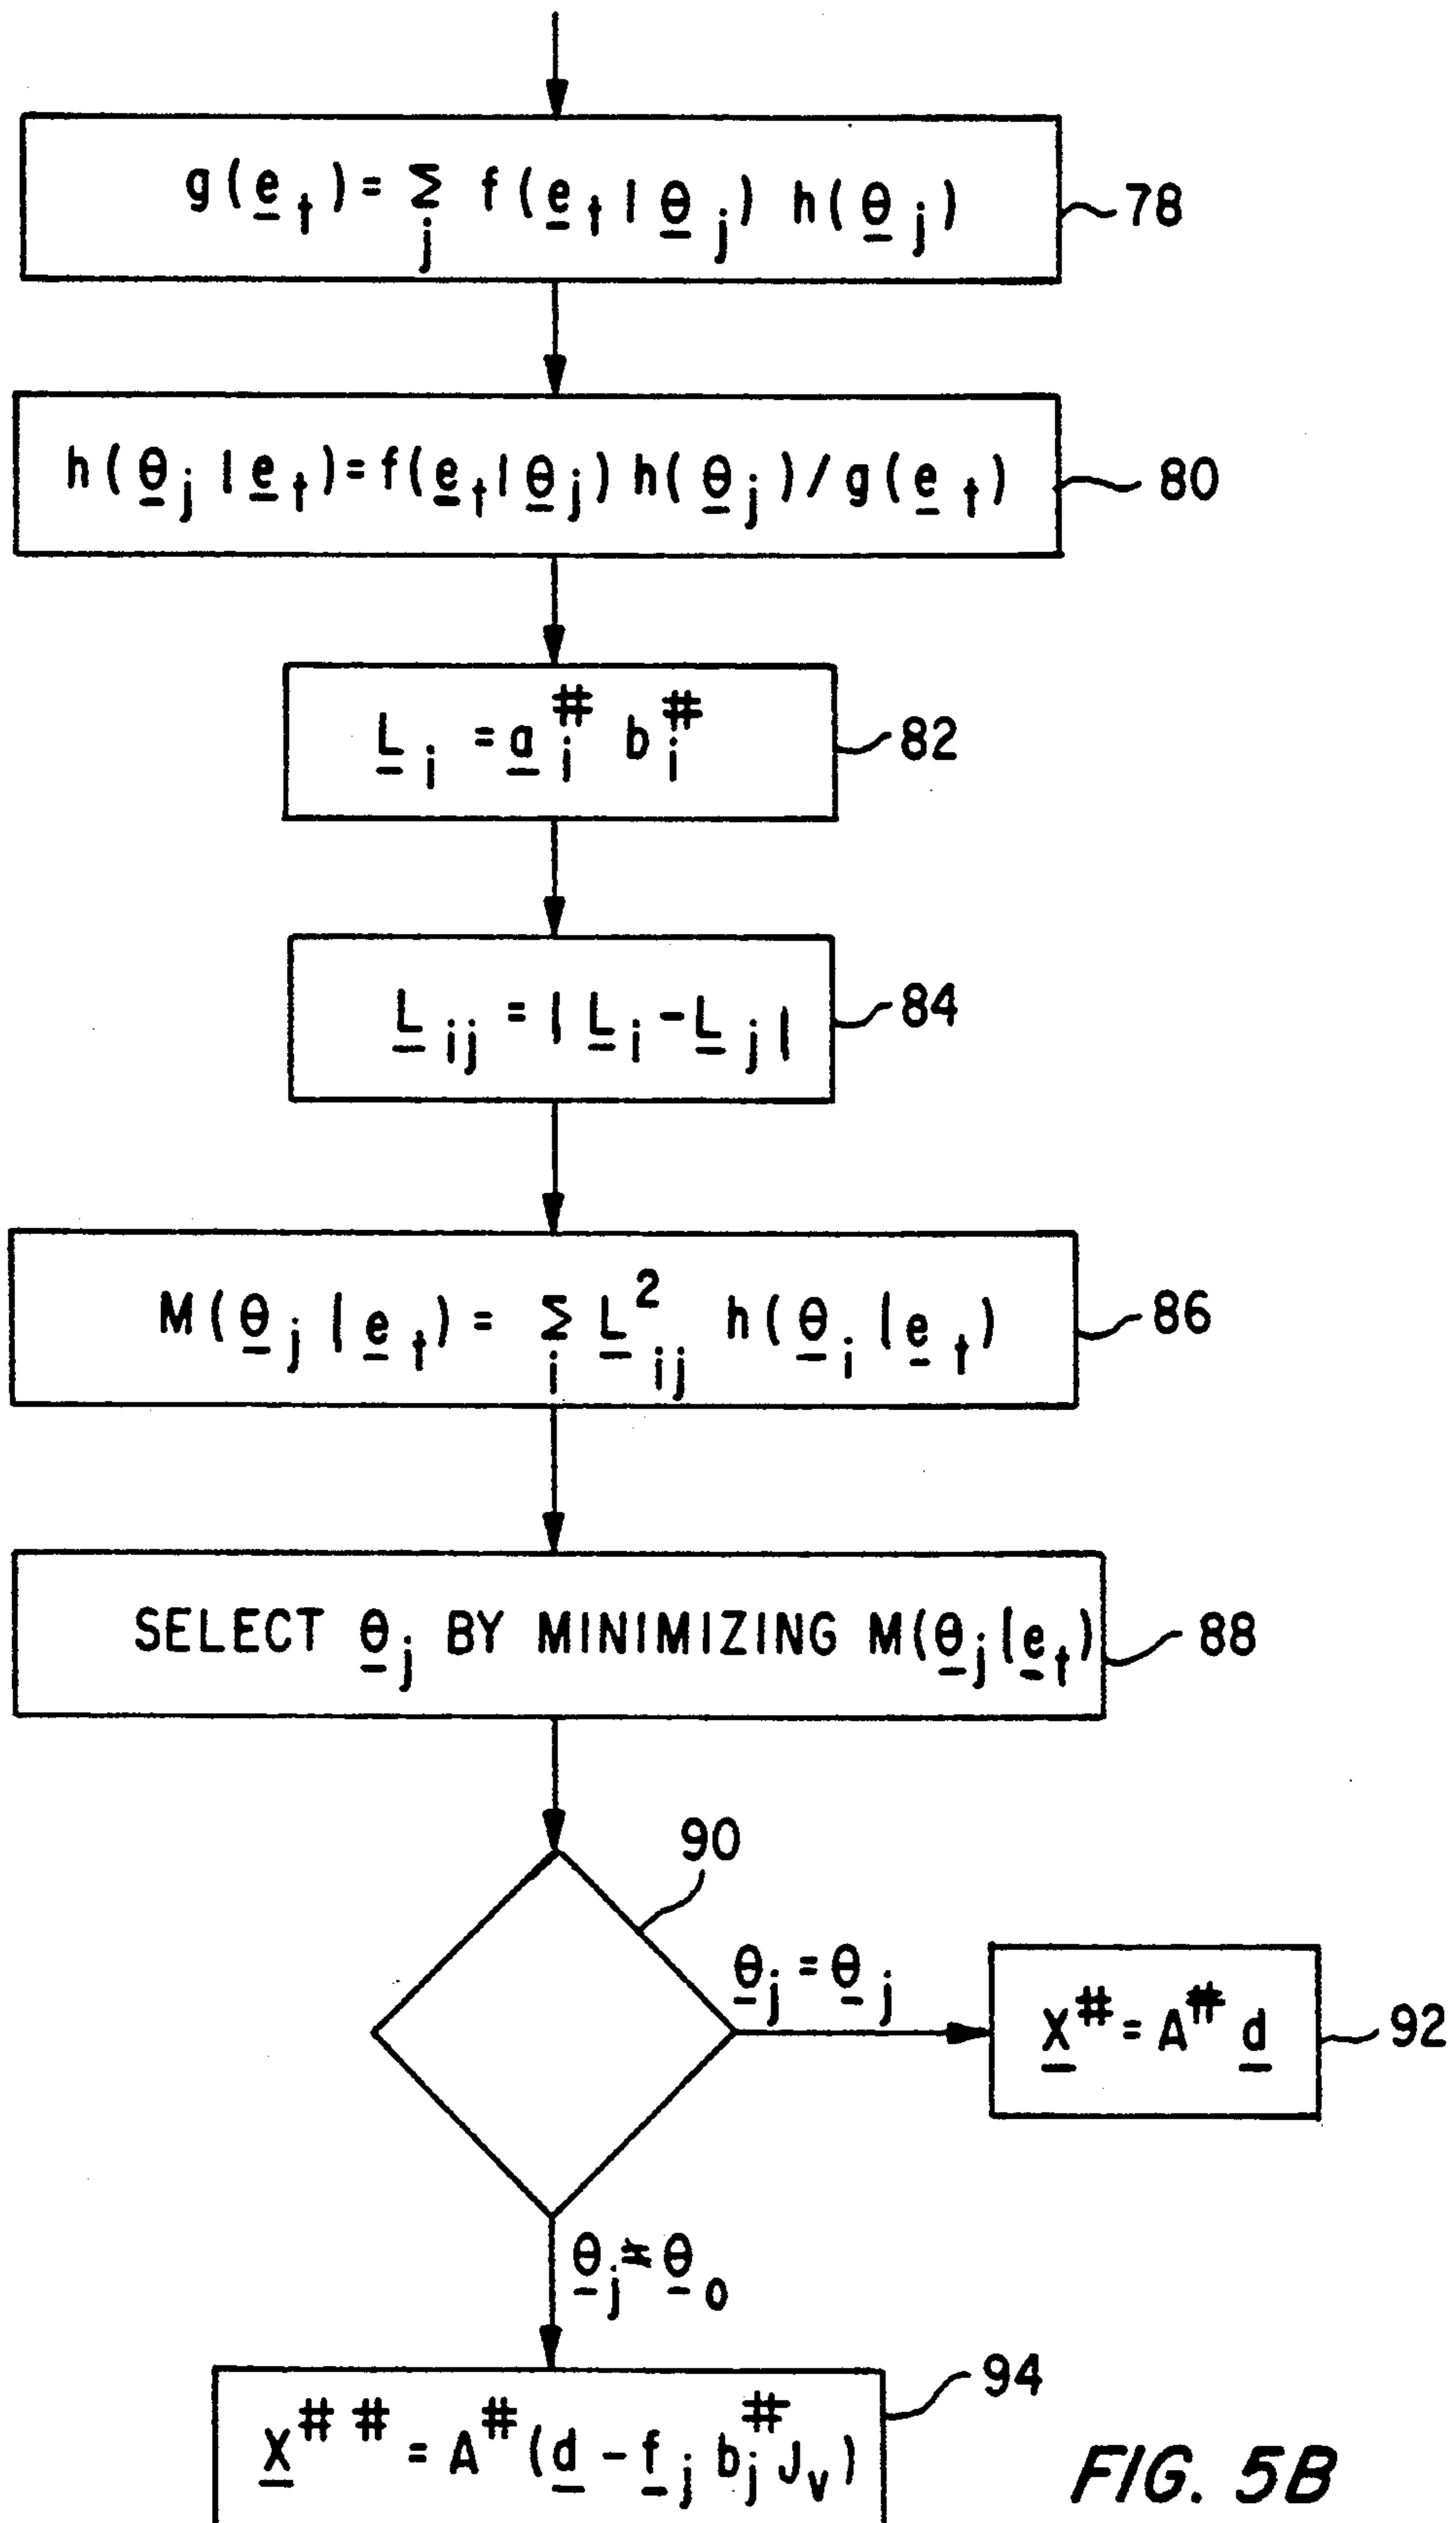 g(e_t) = Σ_j f(e_t | θ_j) h(θ_j)
78
h(θ_j | e_t) = f(e_t | θ_j) h(θ_j) / g(e_t)
80
L_i = a_i^# b_i^#
82
L_ij = | L_i - L_j |
84
M(θ_j | e_t) = Σ_i L_ij^2 h(θ_i | e_t)
86
SELECT θ_j BY MINIMIZING M(θ_j | e_t)
88
90
θ_j = θ_j
X^# = A^# d
92
θ_j ≠ θ_o
94
X^## = A^# (d - f_j b_j^# J_v)
FIG. 5B